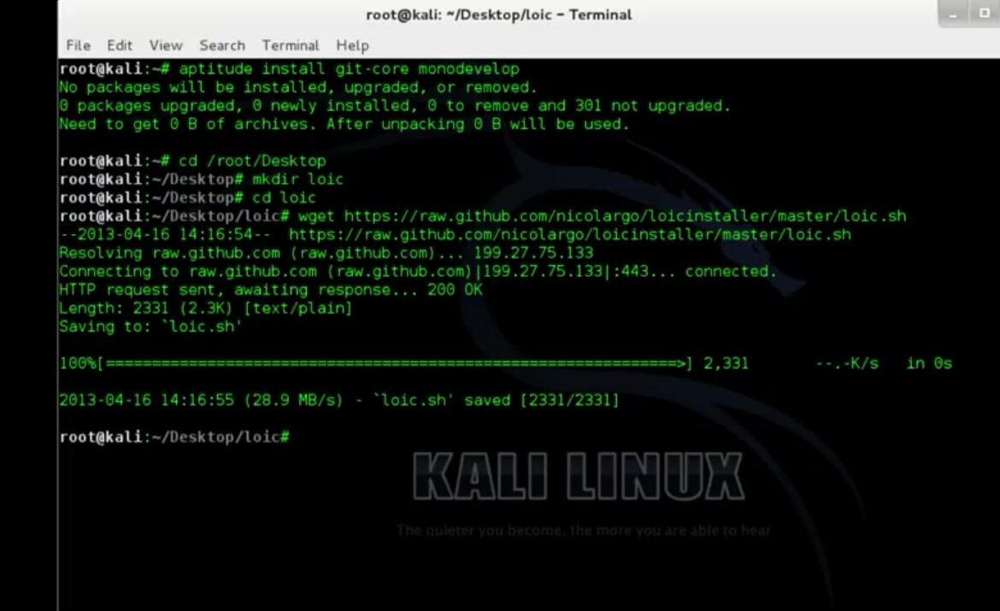 root@kali: ~/Desktop/loic – Terminal
File Edit View Search Terminal Help
root@kali:~# aptitude install git-core monodevelop
No packages will be installed, upgraded, or removed.
0 packages upgraded, 0 newly installed, 0 to remove and 301 not upgraded.
Need to get 0 B of archives. After unpacking 0 B will be used.
root@kali:~# cd /root/Desktop
root@kali:~/Desktop# mkdir loic
root@kali:~/Desktop# cd loic
root@kali:~/Desktop/loic# wget https://raw.github.com/nicolargo/loicinstaller/master/loic.sh
--2013-04-16 14:16:54-- https://raw.github.com/nicolargo/loicinstaller/master/loic.sh
Resolving raw.github.com (raw.github.com)... 199.27.75.133
Connecting to raw.github.com (raw.github.com)|199.27.75.133|:443... connected.
HTTP request sent, awaiting response... 200 OK
Length: 2331 (2.3K) [text/plain]
Saving to: `loic.sh'
100%[==============================================================>] 2,331 --.-K/s in 0s
2013-04-16 14:16:55 (28.9 MB/s) - `loic.sh' saved [2331/2331]
root@kali:~/Desktop/loic#
KALI LINUX
The quieter you become, the more you are able to hear